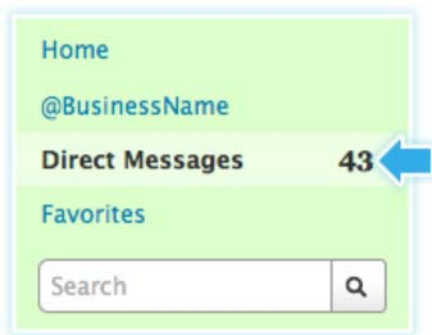 Home
@BusinessName
Direct Messages 43
Favorites
Search